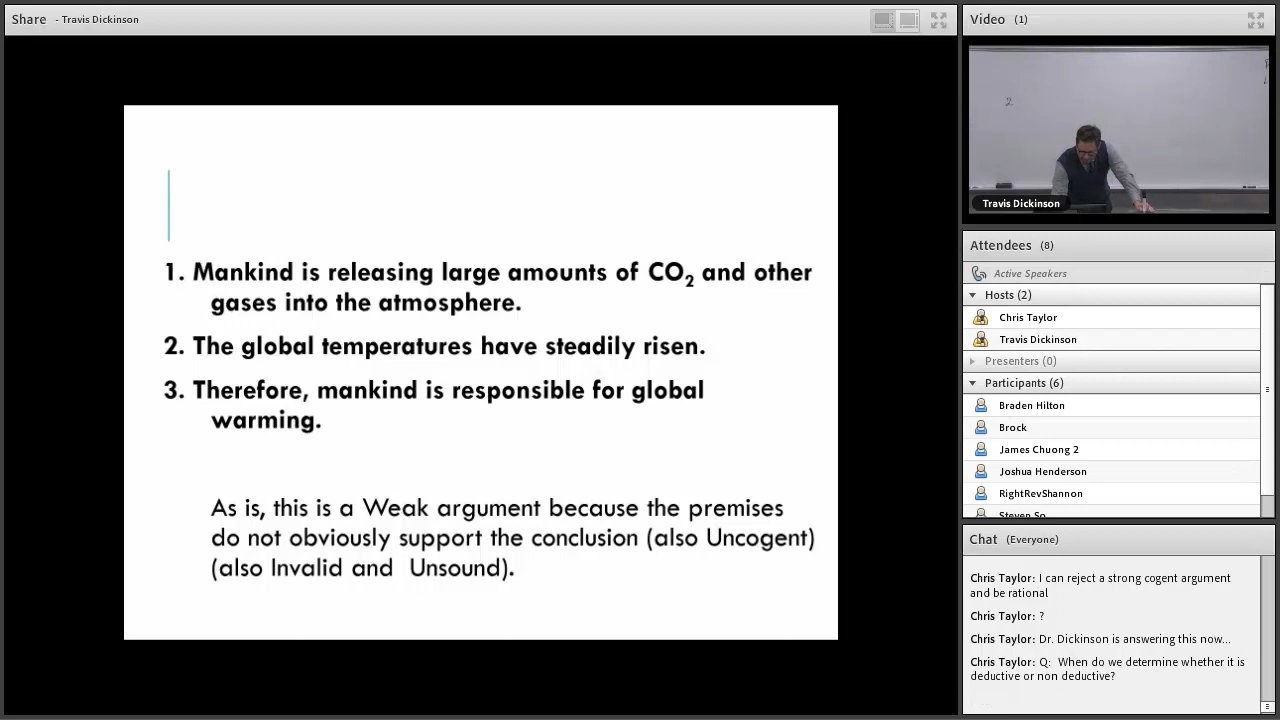 Share - Travis Dickinson
1. Mankind is releasing large amounts of CO₂ and other
gases into the atmosphere.
2. The global temperatures have steadily risen.
3. Therefore, mankind is responsible for global
warming.
As is, this is a Weak argument because the premises
do not obviously support the conclusion (also Uncogent)
(also Invalid and Unsound).
Video (1)
2
Travis Dickinson
Attendees (8)
Active Speakers
Hosts (2)
Chris Taylor
Travis Dickinson
Presenters (0)
Participants (6)
Braden Hilton
Brock
James Chuong 2
Joshua Henderson
RightRevShannon
Steven So
Chat (Everyone)
Chris Taylor: I can reject a strong cogent argument
and be rational
Chris Taylor: ?
Chris Taylor: Dr. Dickinson is answering this now...
Chris Taylor: Q: When do we determine whether it is
deductive or non deductive?